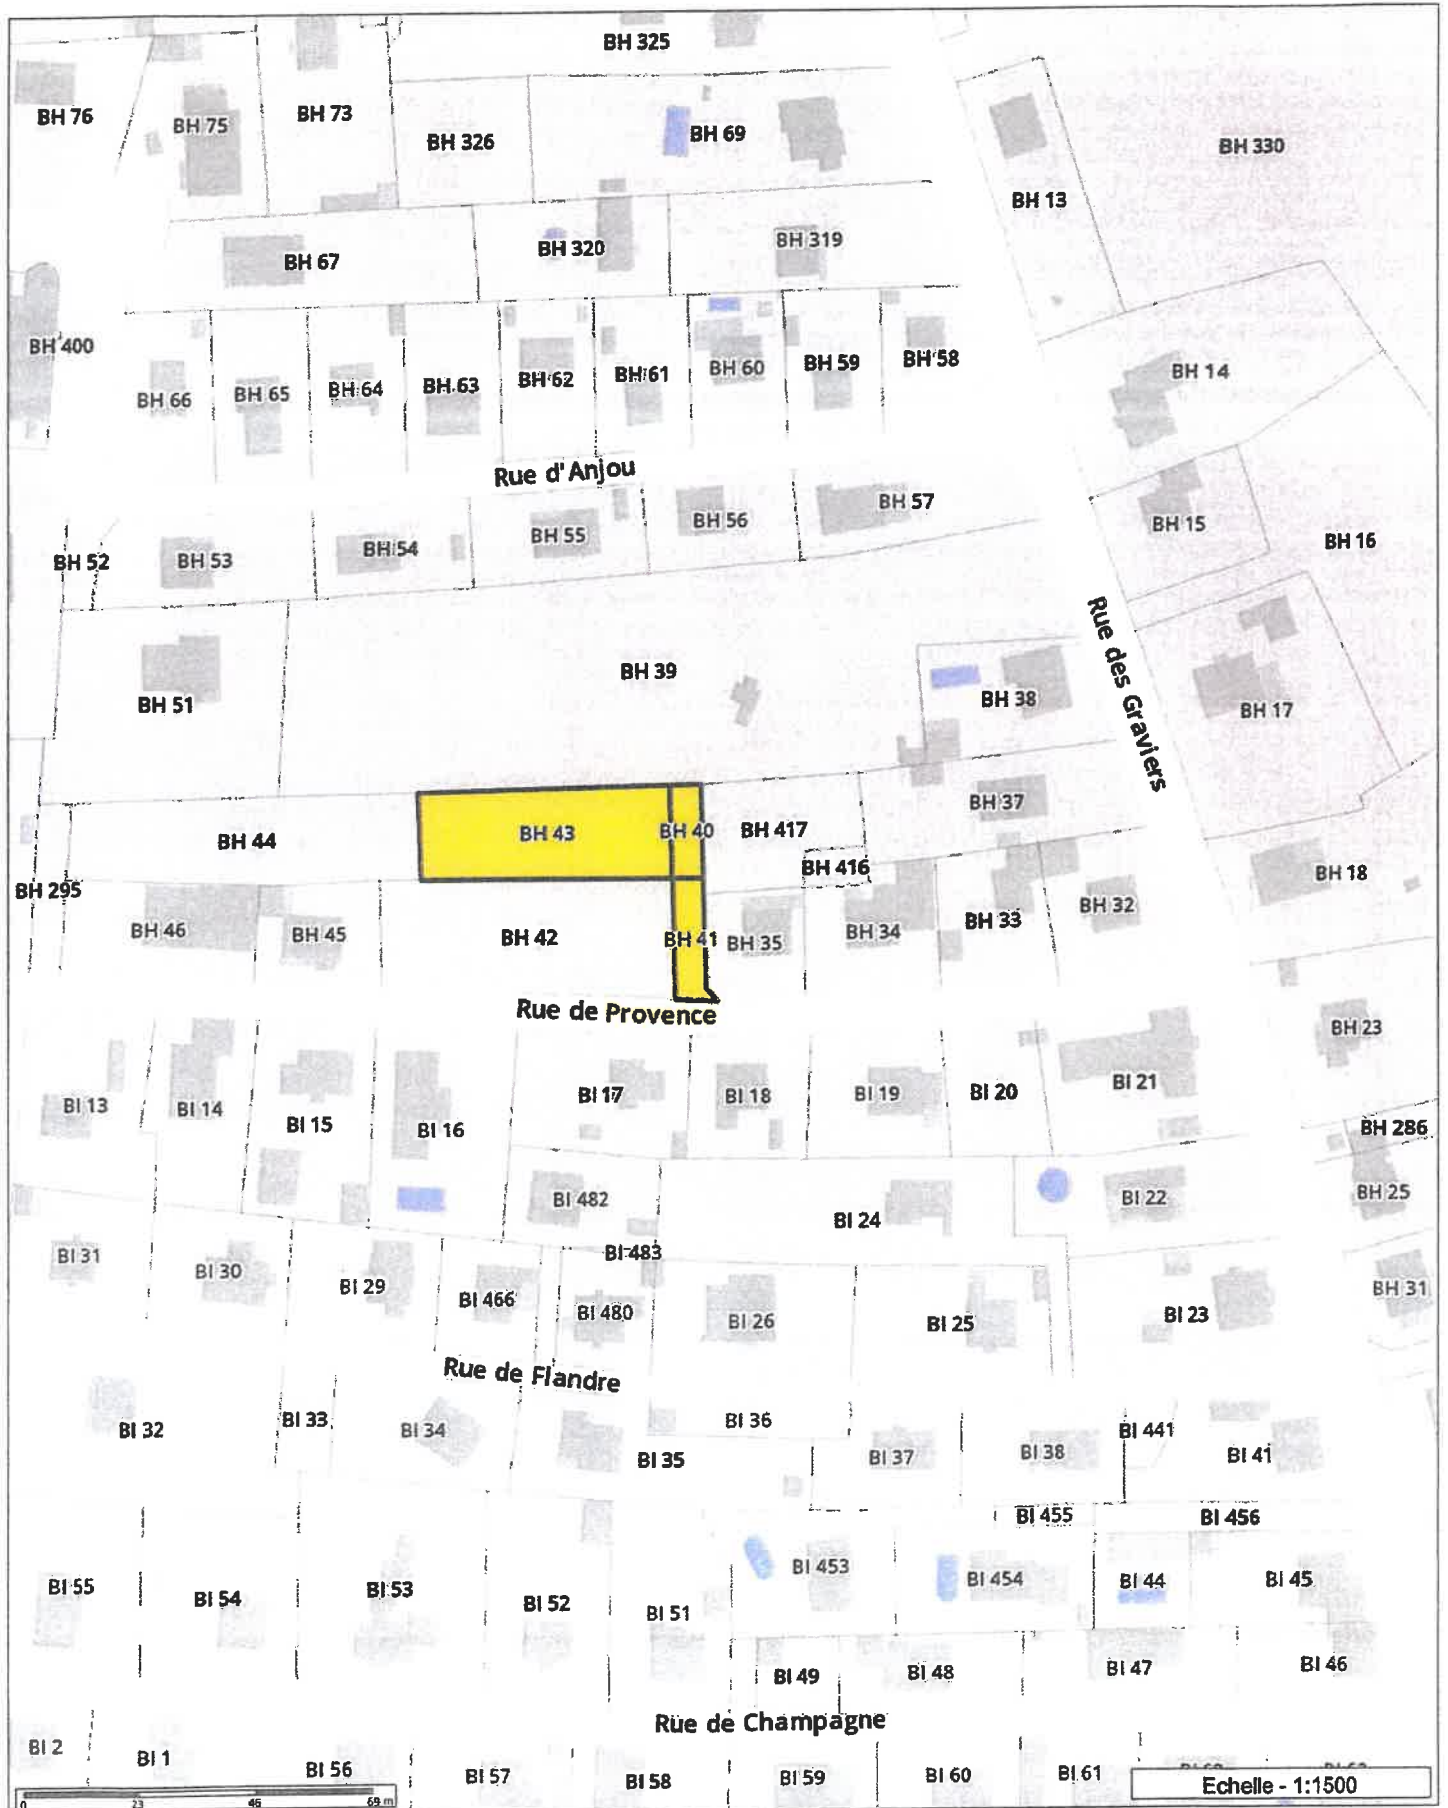 BH 325
BH 76
BH 75
BH 73
BH 326
BH 69
BH 13
BH 330
BH 67
BH 320
BH 319
BH 400
BH 66
BH 65
BH 64
BH 63
BH 62
BH 61
BH 60
BH 59
BH 58
BH 14
Rue d'Anjou
BH 52
BH 53
BH 54
BH 55
BH 56
BH 57
BH 15
BH 16
BH 51
BH 39
BH 38
Rue des Graviers
BH 17
BH 44
BH 43
BH 40
BH 417
BH 37
BH 416
BH 18
BH 295
BH 46
BH 45
BH 42
BH 41
BH 35
BH 34
BH 33
BH 32
Rue de Provence
BH 23
BI 13
BI 14
BI 15
BI 16
BI 17
BI 18
BI 19
BI 20
BI 21
BH 286
BI 482
BI 24
BI 22
BH 25
BI 31
BI 30
BI 29
BI 466
BI 483
BI 480
BI 26
BI 25
BI 23
BH 31
Rue de Flandre
BI 32
BI 33
BI 34
BI 35
BI 36
BI 37
BI 38
BI 441
BI 41
BI 455
BI 456
BI 55
BI 54
BI 53
BI 52
BI 51
BI 453
BI 454
BI 44
BI 45
BI 49
BI 48
BI 47
BI 46
Rue de Champagne
BI 2
BI 1
BI 56
BI 57
BI 58
BI 59
BI 60
BI 61
Echelle - 1:1500
0 23 46 69 m